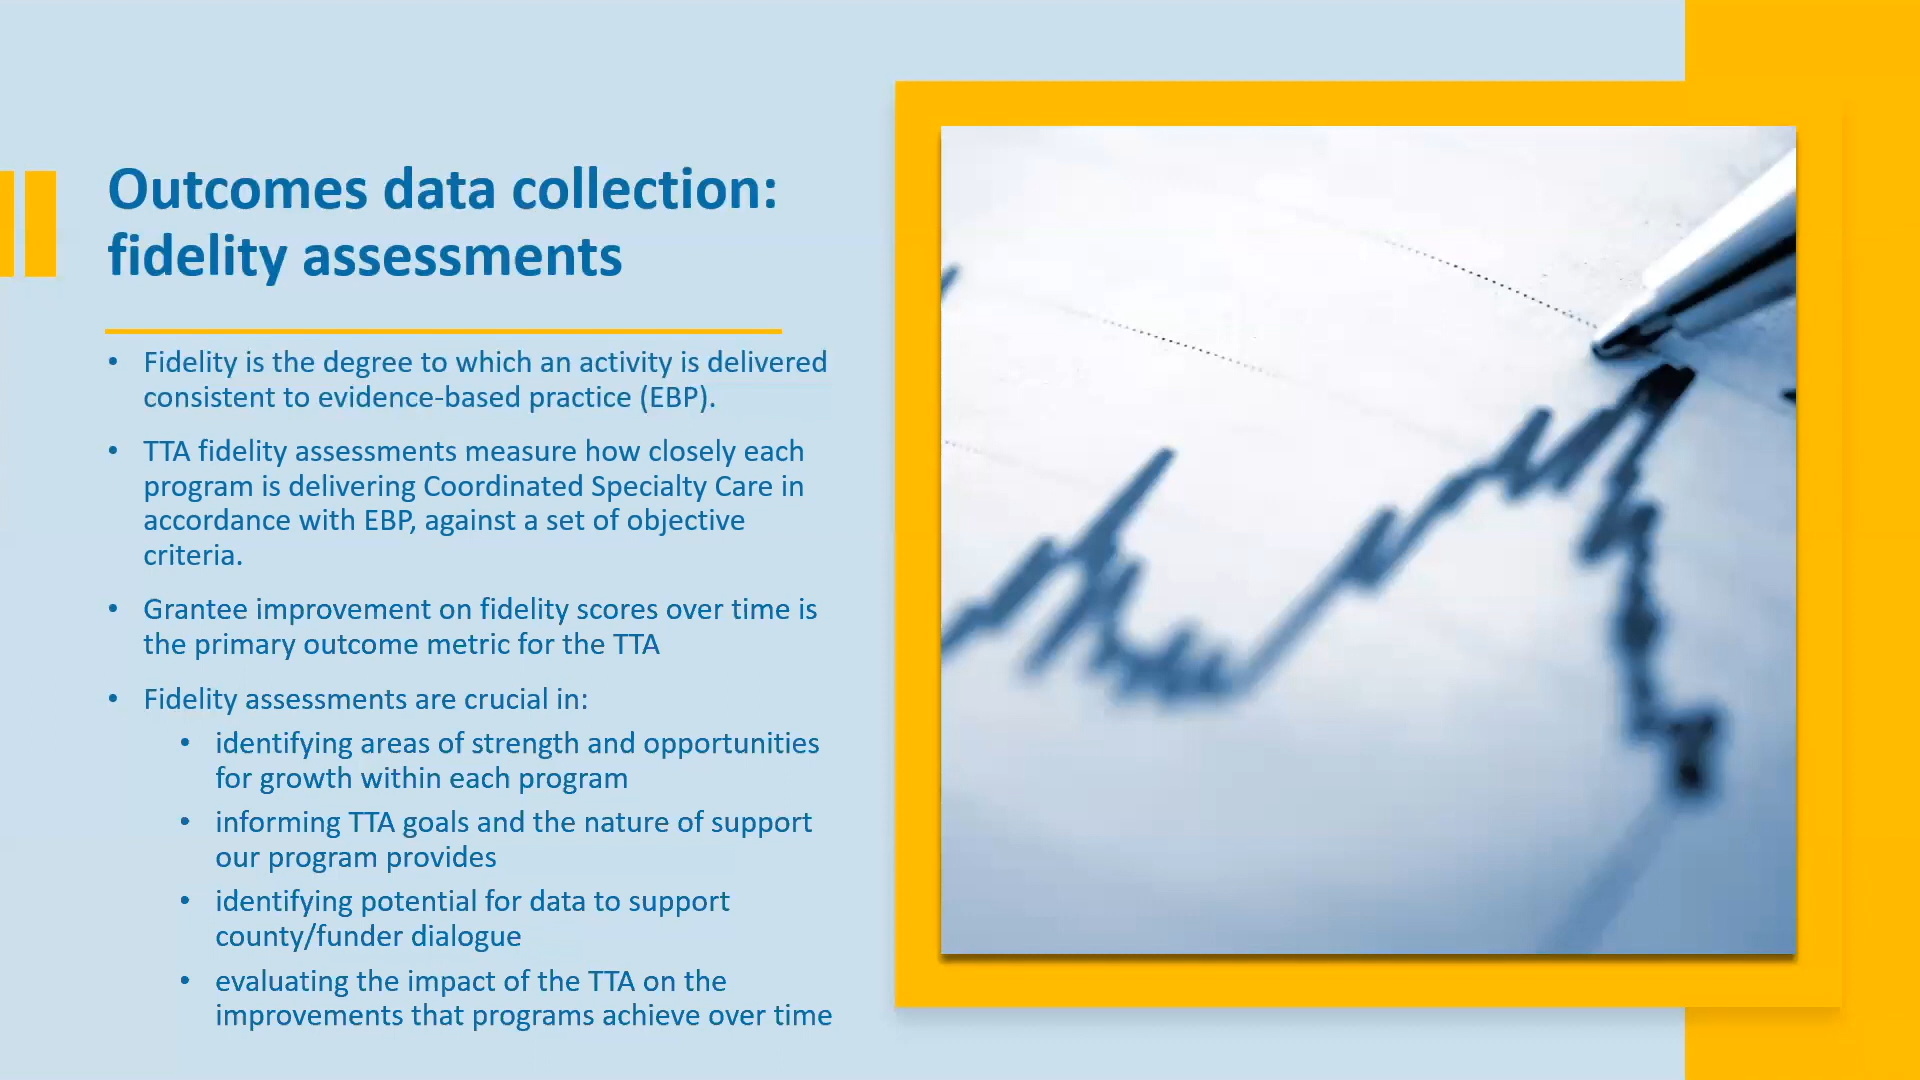 Outcomes data collection:
fidelity assessments
• Fidelity is the degree to which an activity is delivered
consistent to evidence-based practice (EBP).
• TTA fidelity assessments measure how closely each
program is delivering Coordinated Specialty Care in
accordance with EBP, against a set of objective
criteria.
• Grantee improvement on fidelity scores over time is
the primary outcome metric for the TTA
• Fidelity assessments are crucial in:
• identifying areas of strength and opportunities
for growth within each program
• informing TTA goals and the nature of support
our program provides
• identifying potential for data to support
county/funder dialogue
• evaluating the impact of the TTA on the
improvements that programs achieve over time